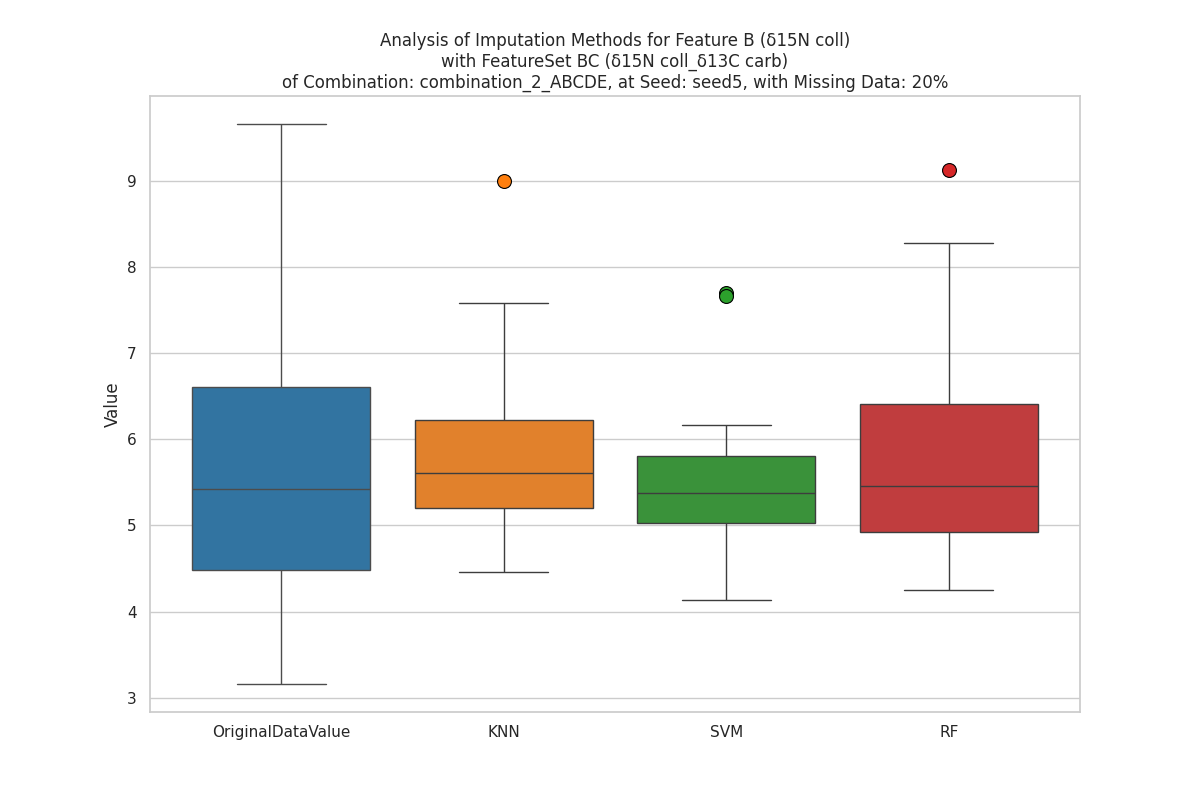 Analysis of Imputation Methods for Feature B (δ15N coll)
with FeatureSet BC (δ15N coll_δ13C carb)
of Combination: combination_2_ABCDE, at Seed: seed5, with Missing Data: 20%
Value
9
8
7
6
5
4
3
OriginalDataValue KNN SVM RF